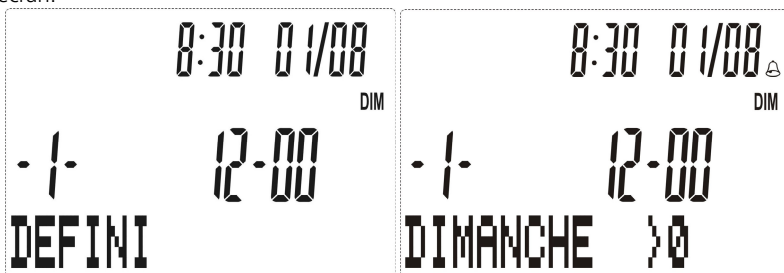 écran.
8:30 01/08
DIM
-1- 12-00
DEFINI
8:30 01/08
DIM
-1- 12-00
DIMANCHE >0